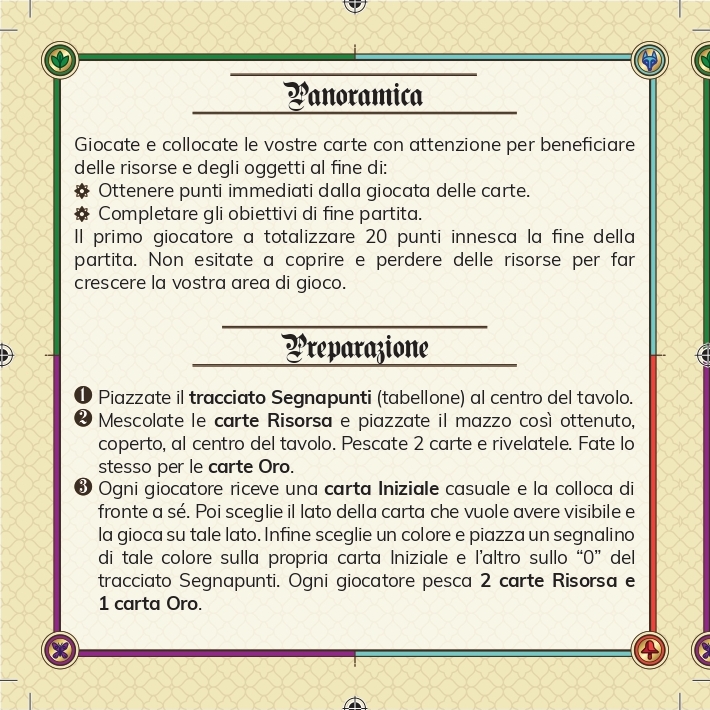 Panoramica
Giocate e collocate le vostre carte con attenzione per beneficiare
delle risorse e degli oggetti al fine di:
Ottenere punti immediati dalla giocata delle carte.
Completare gli obiettivi di fine partita.
Il primo giocatore a totalizzare 20 punti innesca la fine della
partita. Non esitate a coprire e perdere delle risorse per far
crescere la vostra area di gioco.
Preparazione
1 Piazzate il tracciato Segnapunti (tabellone) al centro del tavolo.
2 Mescolate le carte Risorsa e piazzate il mazzo così ottenuto,
coperto, al centro del tavolo. Pescate 2 carte e rivelatele. Fate lo
stesso per le carte Oro.
3 Ogni giocatore riceve una carta Iniziale casuale e la colloca di
fronte a sé. Poi sceglie il lato della carta che vuole avere visibile e
la gioca su tale lato. Infine sceglie un colore e piazza un segnalino
di tale colore sulla propria carta Iniziale e l'altro sullo “0” del
tracciato Segnapunti. Ogni giocatore pesca 2 carte Risorsa e
1 carta Oro.